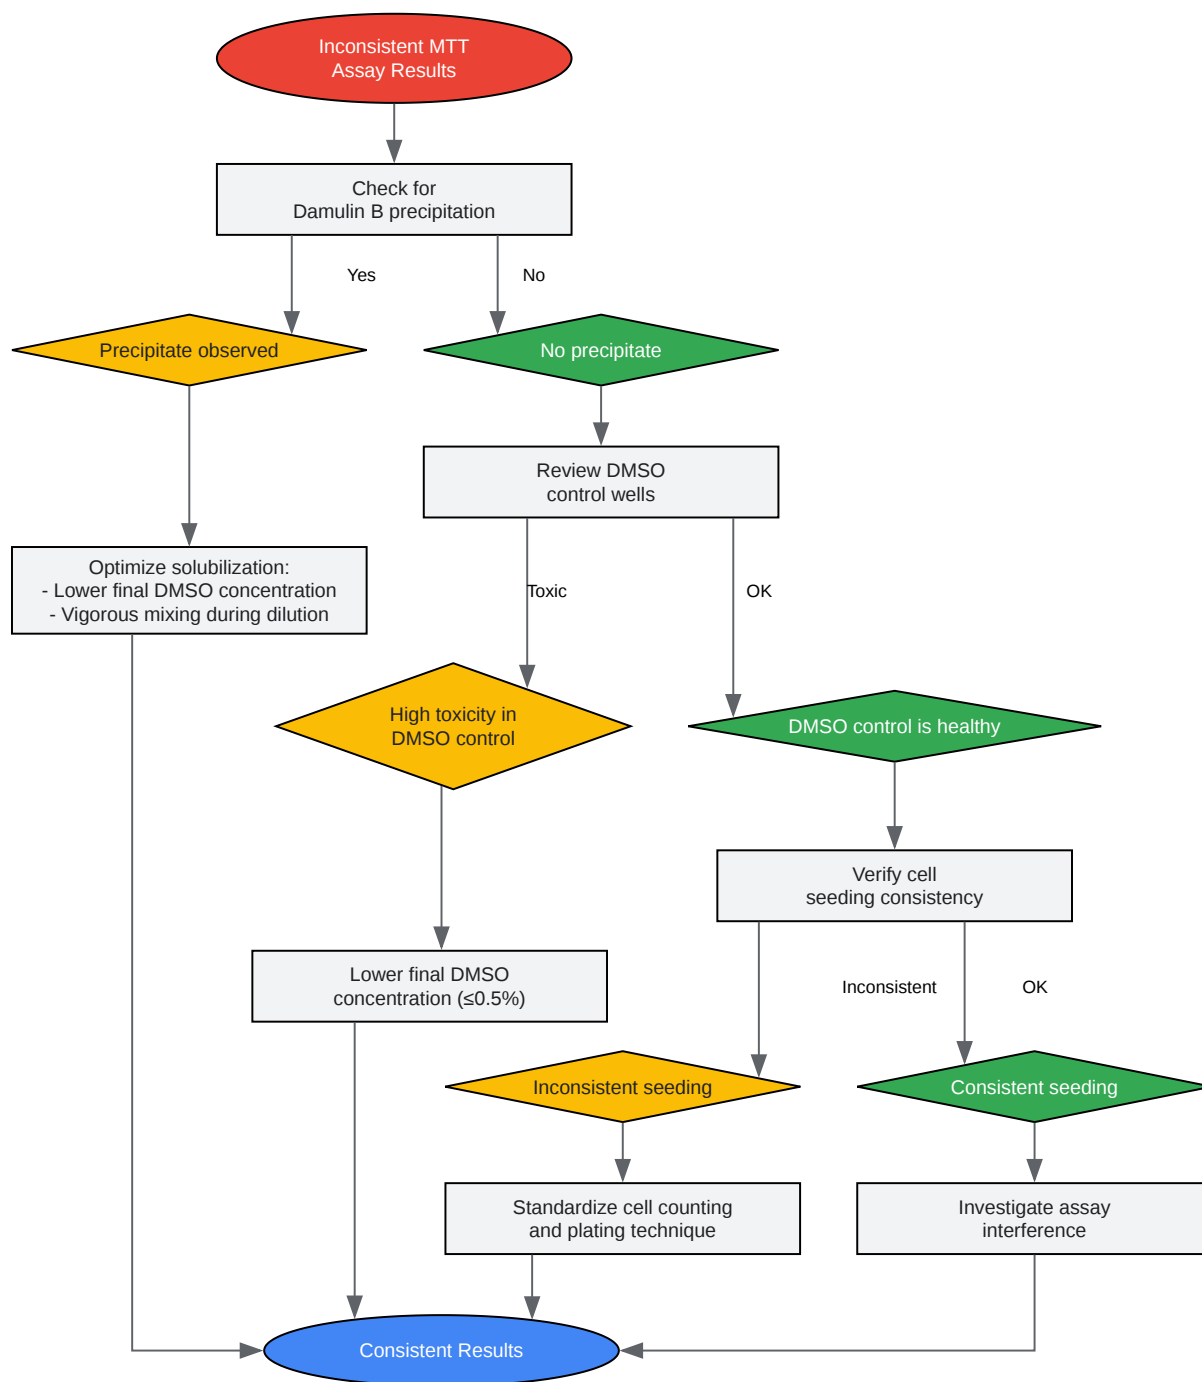 Inconsistent MTT
Assay Results
Check for
Damulin B precipitation
Yes
No
Precipitate observed
No precipitate
Review DMSO
control wells
Optimize solubilization:
- Lower final DMSO concentration
- Vigorous mixing during dilution
Toxic
OK
High toxicity in
DMSO control
DMSO control is healthy
Verify cell
seeding consistency
Lower final DMSO
concentration (≤0.5%)
Inconsistent
OK
Inconsistent seeding
Consistent seeding
Standardize cell counting
and plating technique
Investigate assay
interference
Consistent Results